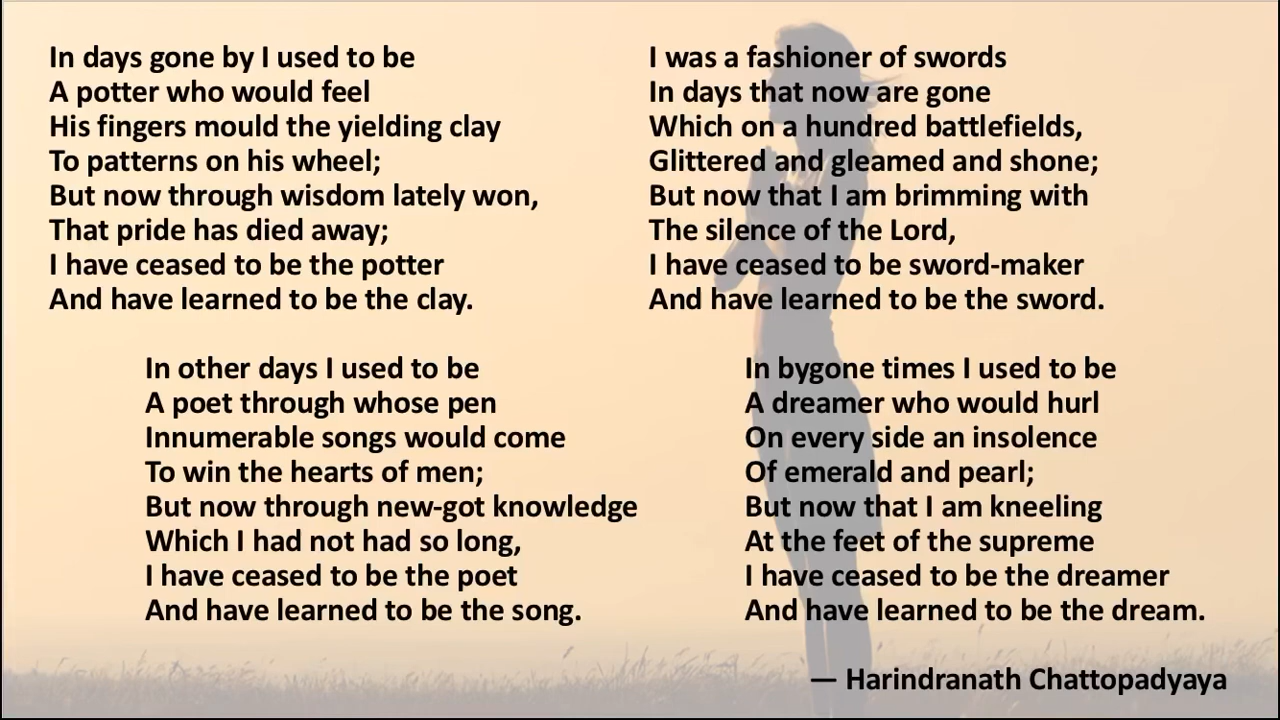 In days gone by I used to be
A potter who would feel
His fingers mould the yielding clay
To patterns on his wheel;
But now through wisdom lately won,
That pride has died away;
I have ceased to be the potter
And have learned to be the clay.
In other days I used to be
A poet through whose pen
Innumerable songs would come
To win the hearts of men;
But now through new-got knowledge
Which I had not had so long,
I have ceased to be the poet
And have learned to be the song.
I was a fashioner of swords
In days that now are gone
Which on a hundred battlefields,
Glittered and gleamed and shone;
But now that I am brimming with
The silence of the Lord,
I have ceased to be sword-maker
And have learned to be the sword.
In bygone times I used to be
A dreamer who would hurl
On every side an insolence
Of emerald and pearl;
But now that I am kneeling
At the feet of the supreme
I have ceased to be the dreamer
And have learned to be the dream.
— Harindranath Chattopadyaya